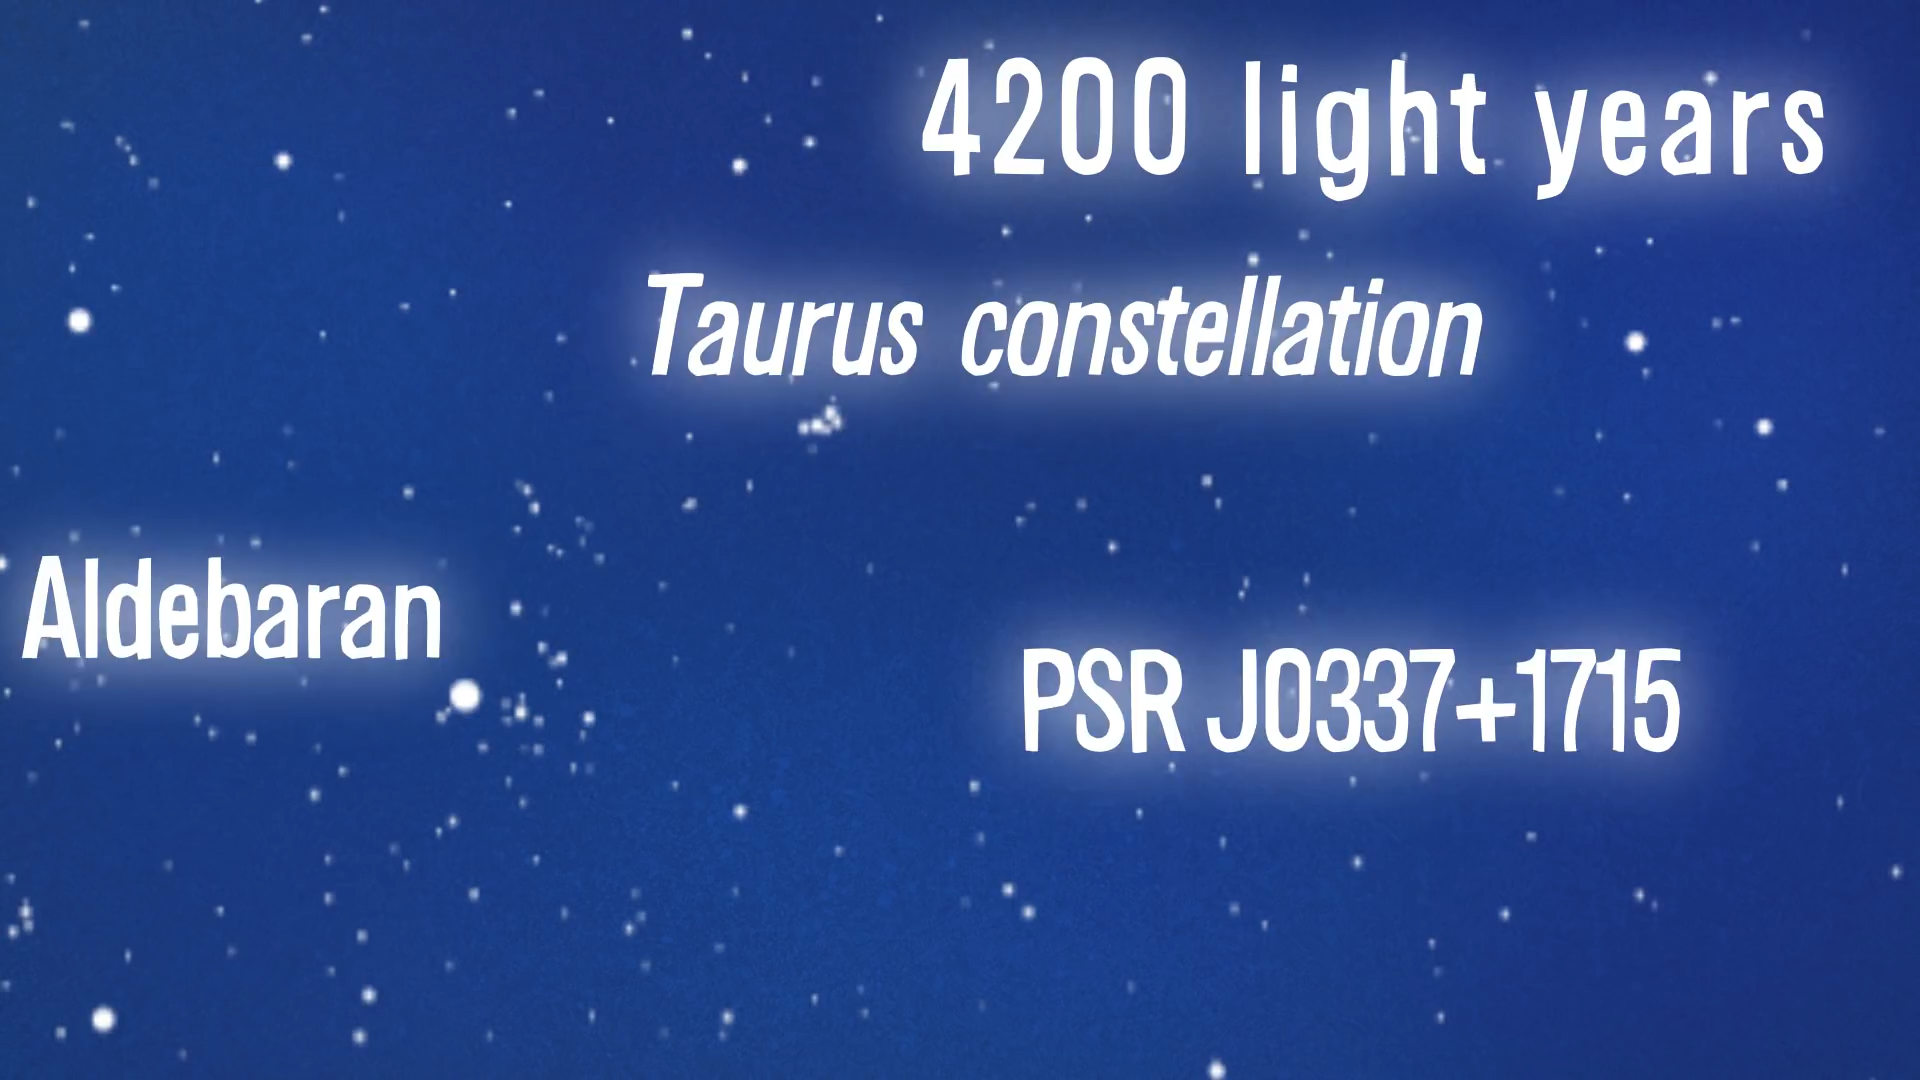 4200 light years
Taurus constellation
Aldebaran
PSR J0337+1715